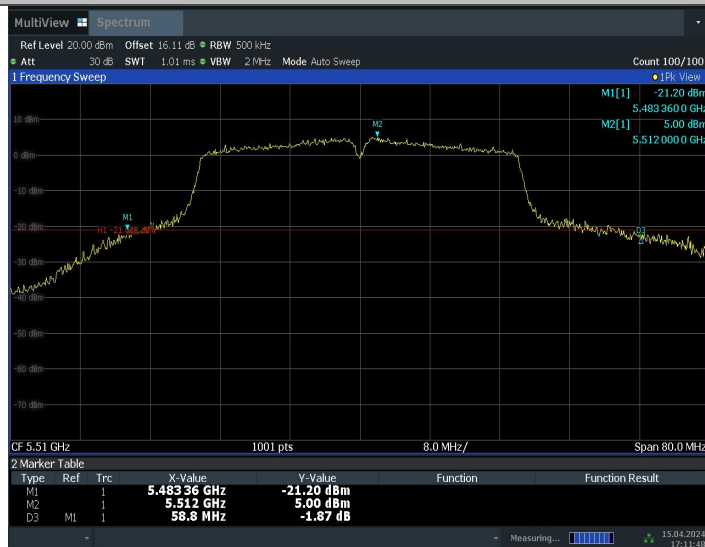 MultiView Spectrum
Ref Level 20.00 dBm Offset 16.11 dB RBW 500 kHz
Att 30 dB SWT 1.01 ms VBW 2 MHz Mode Auto Sweep Count 100/100
1 Frequency Sweep 1Pk View
M1[1] -21.20 dBm
5.483 360 0 GHz
M2[1] 5.00 dBm
5.512 000 0 GHz
10 dBm
M2
0 dBm
-10 dBm
M1
-20 dBm
D3
-30 dBm
-40 dBm
-50 dBm
-60 dBm
-70 dBm
CF 5.51 GHz 1001 pts 8.0 MHz/ Span 80.0 MHz
2 Marker Table
Type Ref Trc X-Value Y-Value Function Function Result
M1 1 5.483 36 GHz -21.20 dBm
M2 1 5.512 GHz 5.00 dBm
D3 M1 1 58.8 MHz -1.87 dB
Measuring... 15.04.2024
17:11:48